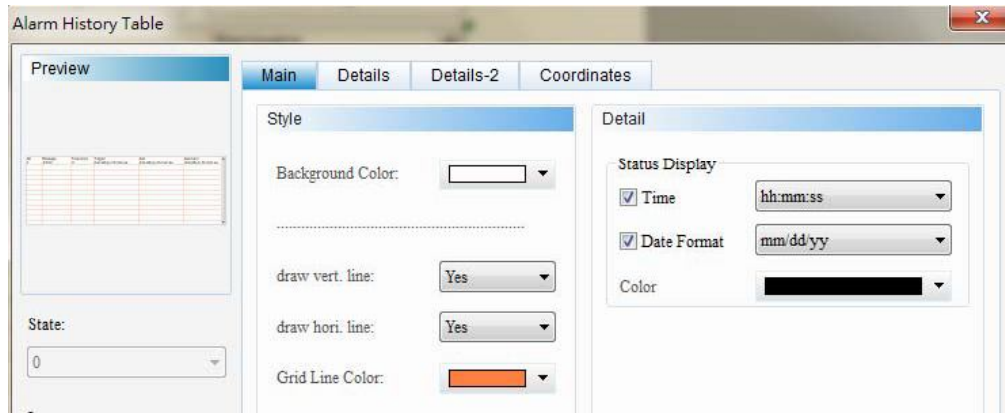 Alarm History Table
Preview
Main
Details
Details-2
Coordinates
State:
0
Style
Background Color:
draw vert. line:
Yes
draw hori. line:
Yes
Grid Line Color:
Detail
Status Display
Time
hh:mm:ss
Date Format
mm/dd/yy
Color